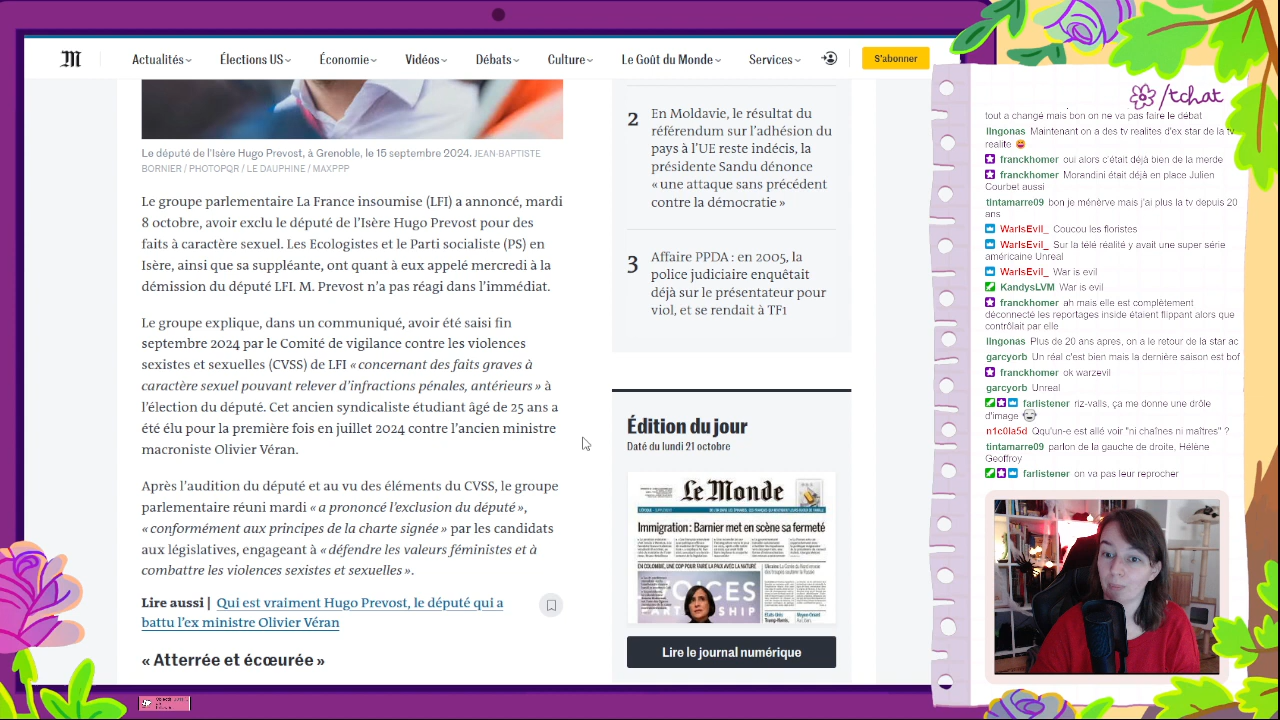 M
Actualités
Élections US
Économie
Vidéos
Débats
Culture
Le Goût du Monde
Services
S'abonner
Le député de l'Isère Hugo Prevost, à Grenoble, le 15 septembre 2024. JEAN-BAPTISTE
BORNIER / PHOTOPQR / LE DAUPHINE / MAXPPP
Le groupe parlementaire La France insoumise (LFI) a annoncé, mardi
8 octobre, avoir exclu le député de l'Isère Hugo Prevost pour des
faits à caractère sexuel. Les Ecologistes et le Parti socialiste (PS) en
Isère, ainsi que sa suppléante, ont quant à eux appelé mercredi à la
démission du député LFI. M. Prevost n'a pas réagi dans l'immédiat.
Le groupe explique, dans un communiqué, avoir été saisi fin
septembre 2024 par le Comité de vigilance contre les violences
sexistes et sexuelles (CVSS) de LFI « concernant des faits graves à
caractère sexuel pouvant relever d'infractions pénales, antérieurs » à
l'élection du député. Cet ancien syndicaliste étudiant âgé de 25 ans a
été élu pour la première fois en juillet 2024 contre l'ancien ministre
macroniste Olivier Véran.
Après l'audition du député et au vu des éléments du CVSS, le groupe
parlementaire réuni mardi « a prononcé l'exclusion du député »,
« conformément aux principes de la charte signée » par les candidats
aux législatives, engageant à « défendre les valeurs féministes et à
combattre les violences sexistes et sexuelles ».
Lire aussi | Qui est vraiment Hugo Prevost, le député qui a
battu l'ex ministre Olivier Véran
« Atterrée et écœurée »
2
En Moldavie, le résultat du
référendum sur l'adhésion du
pays à l'UE reste indécis, la
présidente Sandu dénonce
« une attaque sans précédent
contre la démocratie »
3
Affaire PPDA : en 2005, la
police judiciaire enquêtait
déjà sur le présentateur pour
viol, et se rendait à TF1
Édition du jour
Daté du lundi 21 octobre
Le Monde
Immigration : Barnier met en scène sa fermeté
EN COLOMBIE, UNE COP POUR FAIRE LA PAIX AVEC LA NATURE
Lire le journal numérique
/tchat
tout a changé mais bon on ne va pas faire le débat
lingonas Maintenant on a des tv realites d'ex star de la tv
realite
franckhomer oui alors c'était déjà bien de la merde
franckhomer Morandini était déjà en place Julien
Courbet aussi
tintamarre09 bon je ménérve mais j'ai plus la tv depuis 20
ans
WarIsEvil_ Coucou les floristes
WarIsEvil_ Sur la télé réalité y avait une super série
américaine Unreal
WarIsEvil_ War is evil
KandysLVM War is evil
franckhomer ah mais elle est complètement
déconnecté les reportages inside étaient flippant alors que
contrôlait par elle
lingonas Plus de 20 ans apres, on a le retour de la star ac
garcyorb Un réal c'est bien mais la dernière saison est bof
franckhomer ok warzevil
garcyorb Unreal
farlistener riz-valls, ça me donne une drôle
d'image
n1c0la5d Qqu'un-e est allé voir "ni chaînes ni maîtres" ?
tintamarre09 parlon de la gauche de droite, Hélène
Geoffroy
farlistener on va pas leur reprocher